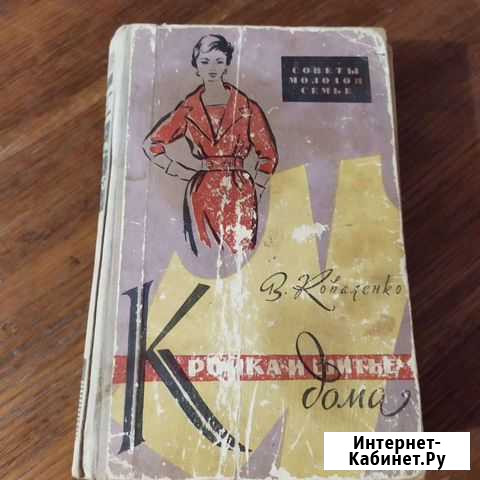 СОВЕТЫ
МОЛОДОЙ
СЕМЬЕ
В. Коваленко
КРОЙКА И ШИТЬЕ
дома
Интернет-
Кабинет.Ру